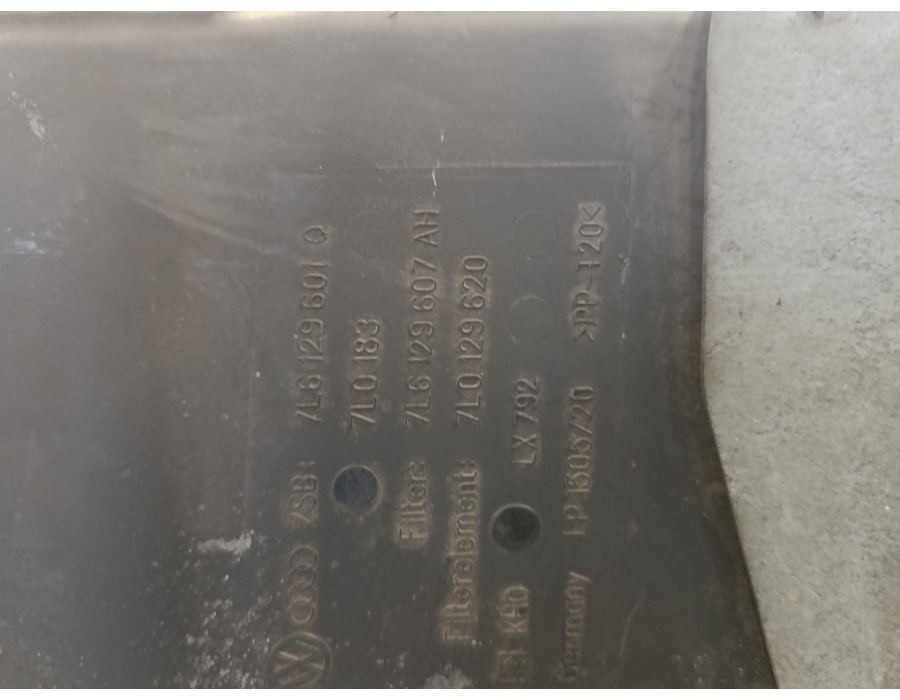 ZSB: 7L6 129 601 Q
7L0 183
Filter: 7L6 129 607 AH
Filterelement: 7L0 129 620
LX 792
Germany LP 1505/20 >PP-T20<